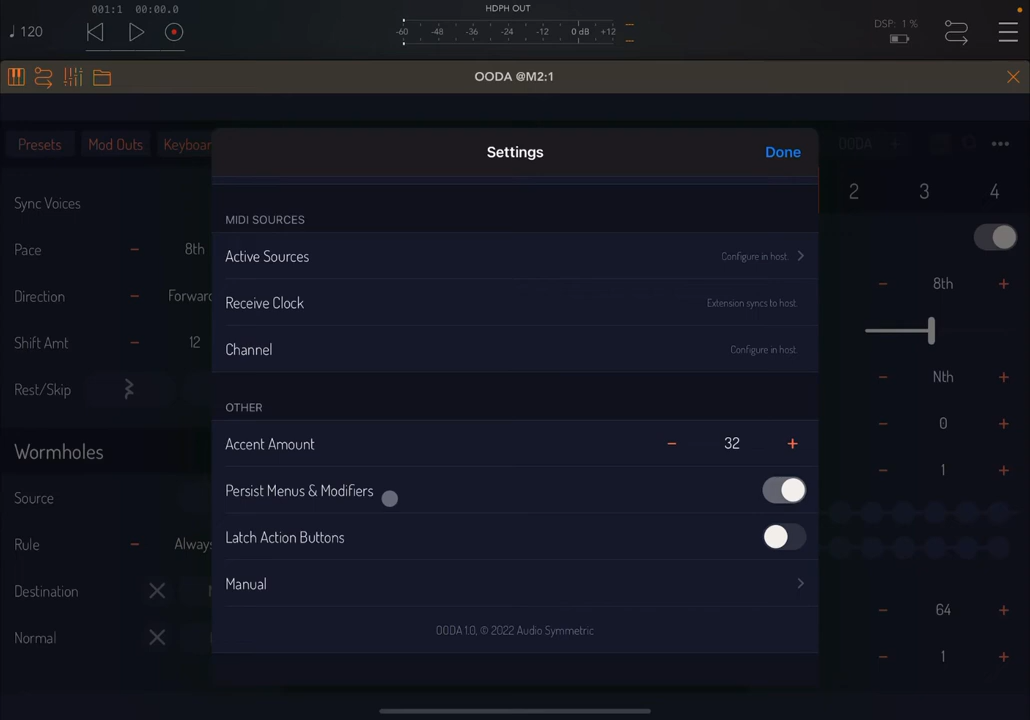 001:1 00:00.0
HDPH OUT
120
-60 -48 -36 -24 -12 0 dB +12
DSP: 1 %
OODA @M2:1
Presets Mod Outs Keyboar
OODA
Settings
Done
Sync Voices
2 3 4
MIDI SOURCES
Pace - 8th
Active Sources
Configure in host.
- 8th +
Direction - Forward
Receive Clock
Extension syncs to host.
Shift Amt - 12
Channel
Configure in host.
- Nth +
Rest/Skip
OTHER
- 0 +
Wormholes
Accent Amount
- 32 +
- 1 +
Source
Persist Menus & Modifiers
Rule - Always
Latch Action Buttons
Destination
Manual
- 64 +
Normal
OODA 1.0, © 2022 Audio Symmetric
- 1 +